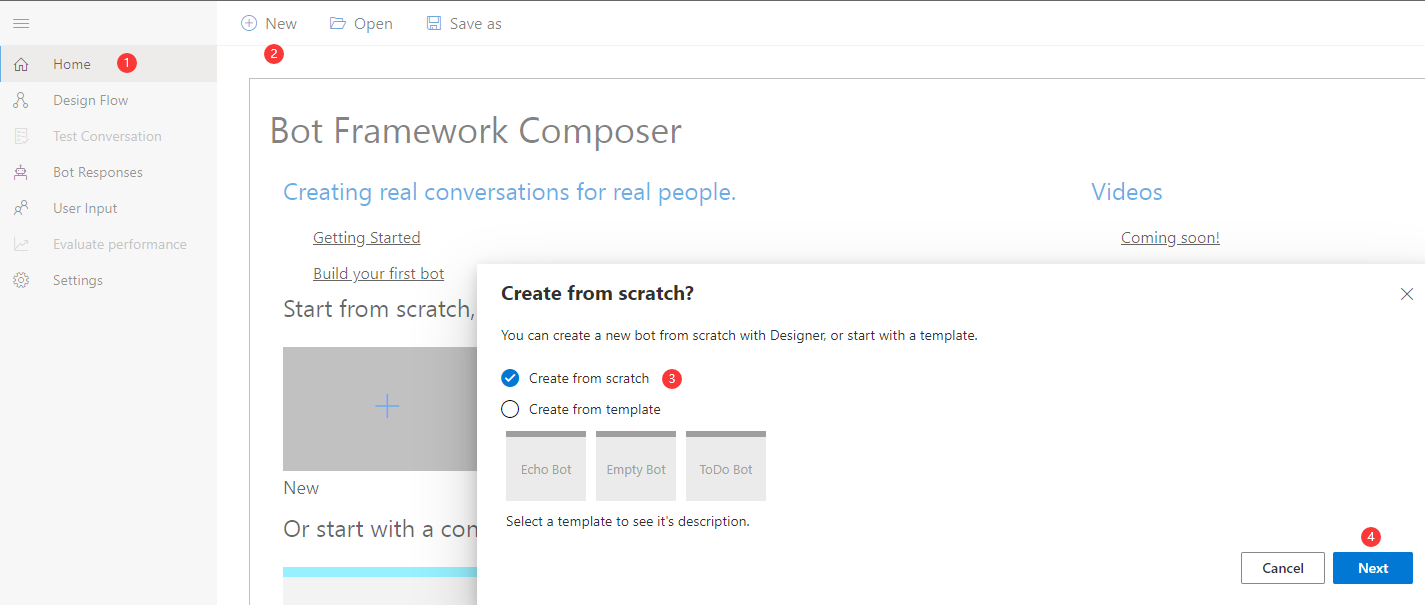 New
Open
Save as
Home
1
2
Design Flow
Test Conversation
Bot Responses
User Input
Evaluate performance
Settings
Bot Framework Composer
Creating real conversations for real people.
Videos
Getting Started
Coming soon!
Build your first bot
Start from scratch,
New
Or start with a con
Create from scratch?
You can create a new bot from scratch with Designer, or start with a template.
Create from scratch
3
Create from template
Echo Bot
Empty Bot
ToDo Bot
Select a template to see it's description.
4
Cancel
Next